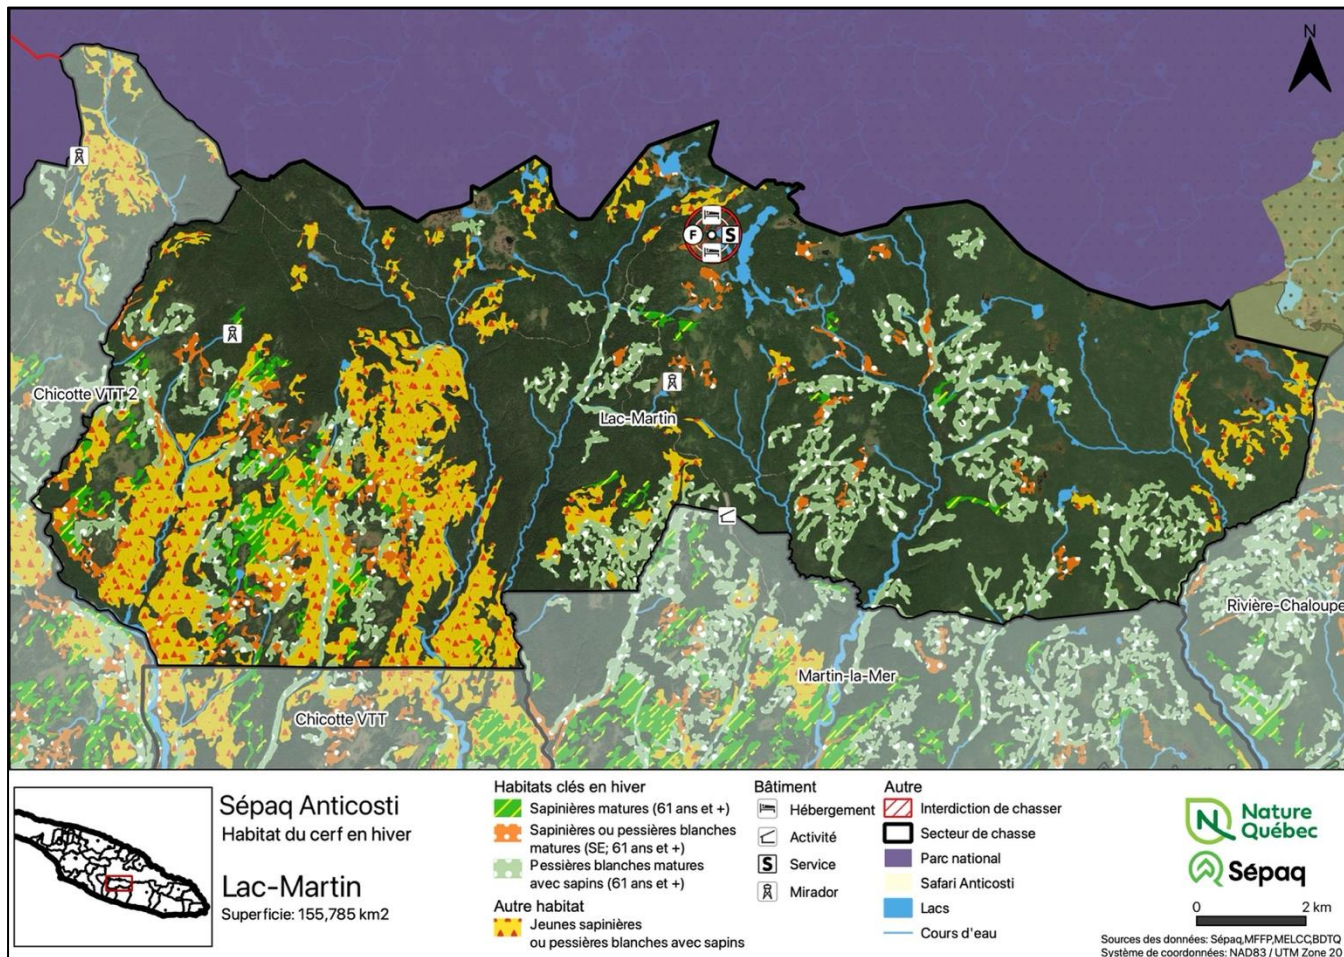 N
F
S
Chicotte VTT 2
Lac-Martin
Rivière-Chaloupe
Martin-la-Mer
Chicotte VTT
Sépaq Anticosti
Habitat du cerf en hiver
Lac-Martin
Superficie: 155,785 km2
Habitats clés en hiver
Sapinières matures (61 ans et +)
Sapinières ou pessières blanches
matures (SE; 61 ans et +)
Pessières blanches matures
avec sapins (61 ans et +)
Autre habitat
Jeunes sapinières
ou pessières blanches avec sapins
Bâtiment
Hébergement
Activité
S Service
Mirador
Autre
Interdiction de chasser
Secteur de chasse
Parc national
Safari Anticosti
Lacs
Cours d'eau
Nature
Québec
Sépaq
0 2 km
Sources des données: Sépaq,MFFP,MELCC,BDTQ
Système de coordonnées: NAD83 / UTM Zone 20